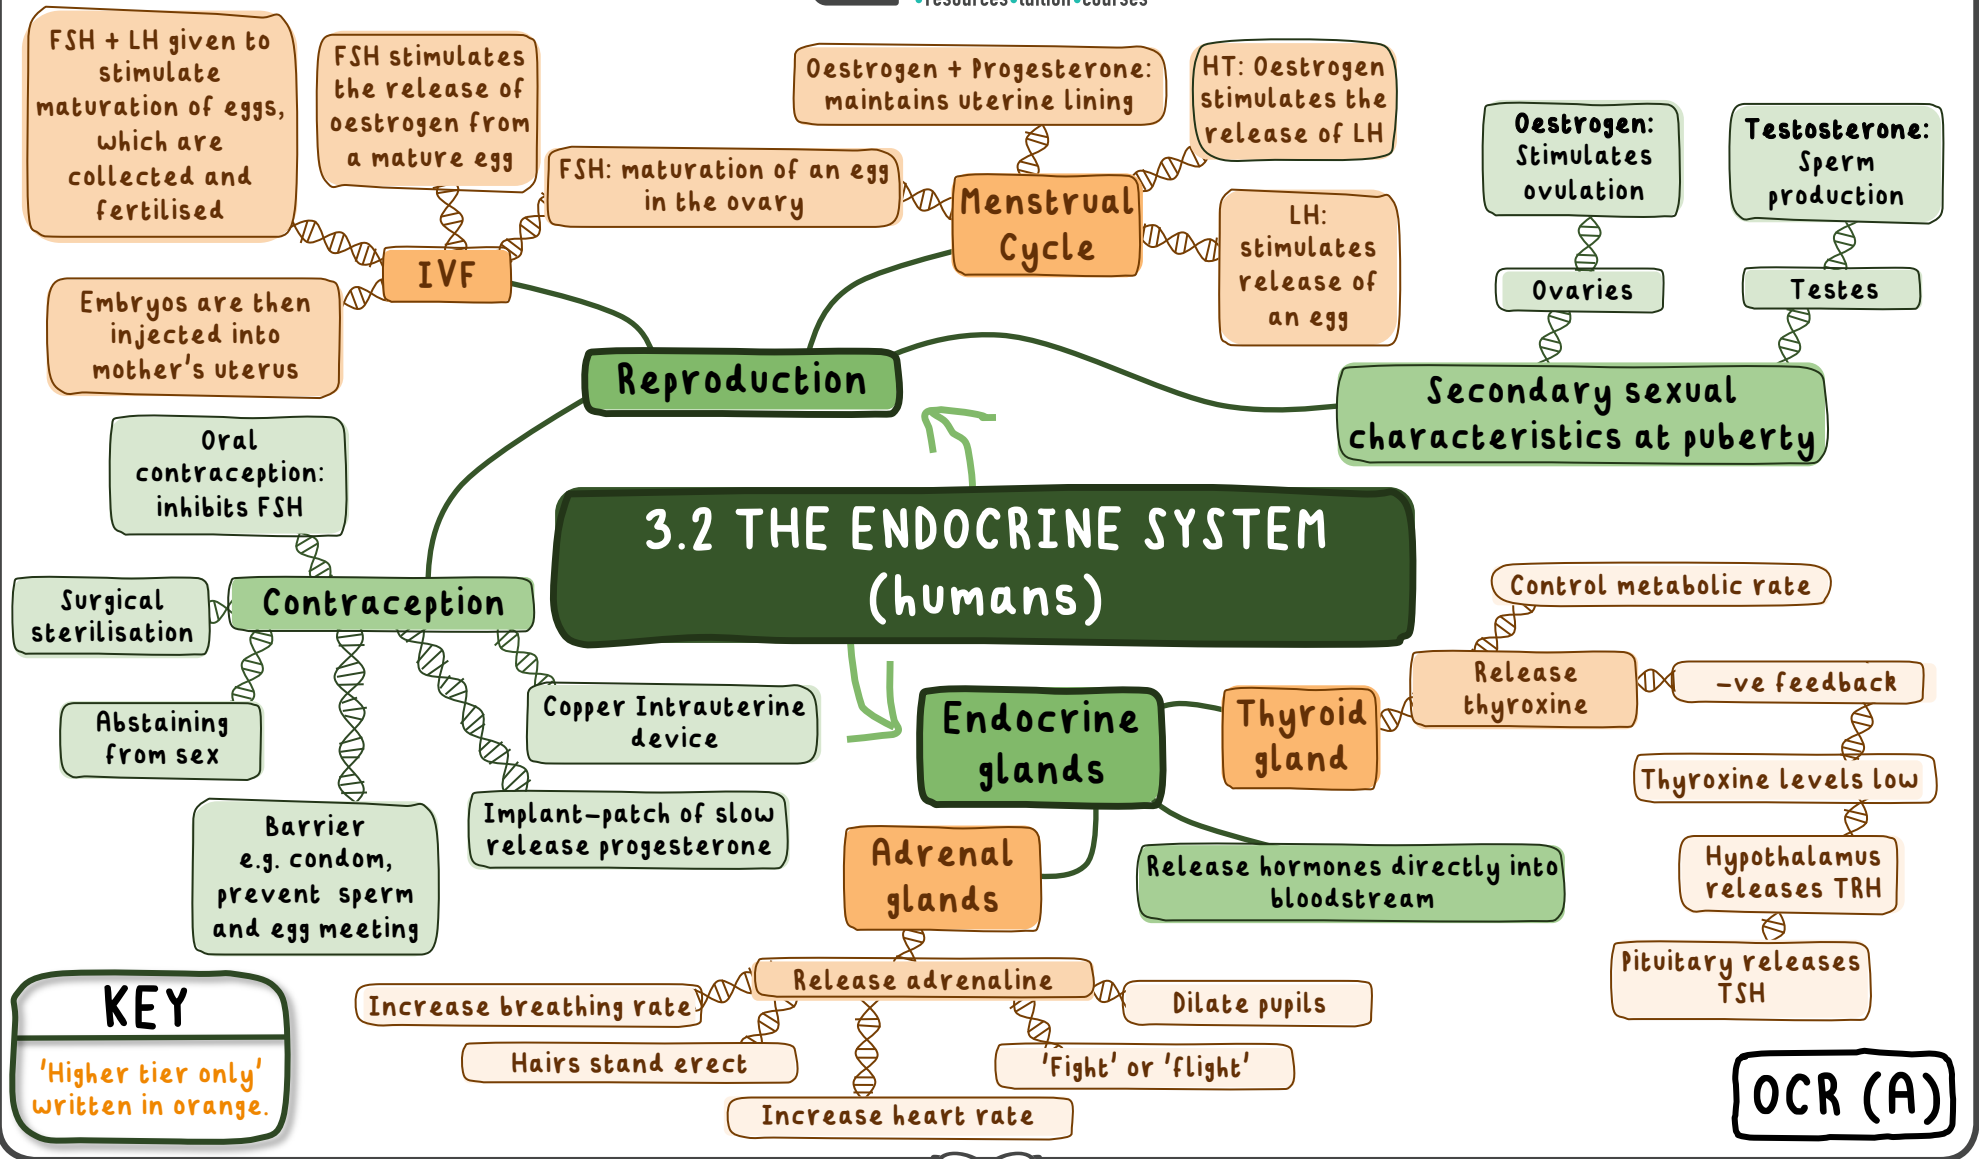 •resources•tuition•courses
FSH + LH given to
stimulate
maturation of eggs,
which are
collected and
fertilised
FSH stimulates
the release of
oestrogen from
a mature egg
FSH: maturation of an egg
in the ovary
Oestrogen + Progesterone:
maintains uterine lining
HT: Oestrogen
stimulates the
release of LH
Menstrual
Cycle
LH:
stimulates
release of
an egg
Oestrogen:
Stimulates
ovulation
Testosterone:
Sperm
production
Ovaries
Testes
IVF
Embryos are then
injected into
mother's uterus
Reproduction
Secondary sexual
characteristics at puberty
Oral
contraception:
inhibits FSH
Surgical
sterilisation
Contraception
Abstaining
from sex
Barrier
e.g. condom,
prevent sperm
and egg meeting
Copper Intrauterine
device
Implant-patch of slow
release progesterone
3.2 THE ENDOCRINE SYSTEM
(humans)
Endocrine
glands
Thyroid
gland
Release
thyroxine
Control metabolic rate
-ve feedback
Thyroxine levels low
Hypothalamus
releases TRH
Pituitary releases
TSH
Release hormones directly into
bloodstream
Adrenal
glands
Release adrenaline
Increase breathing rate
Hairs stand erect
Increase heart rate
'Fight' or 'flight'
Dilate pupils
KEY
'Higher tier only'
written in orange.
OCR (A)